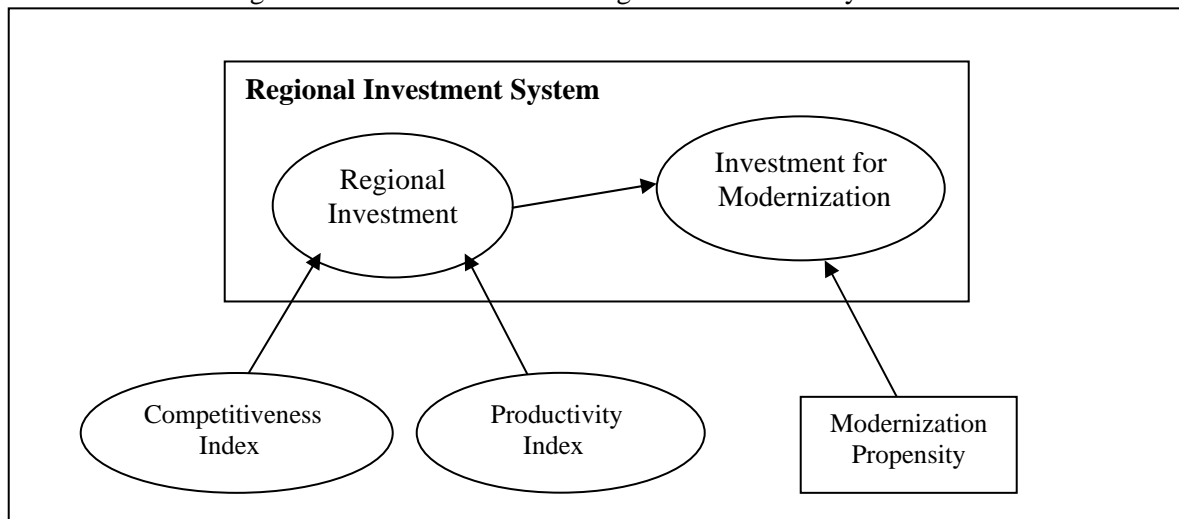 Regional Investment System
Regional
Investment
Investment for
Modernization
Competitiveness
Index
Productivity
Index
Modernization
Propensity